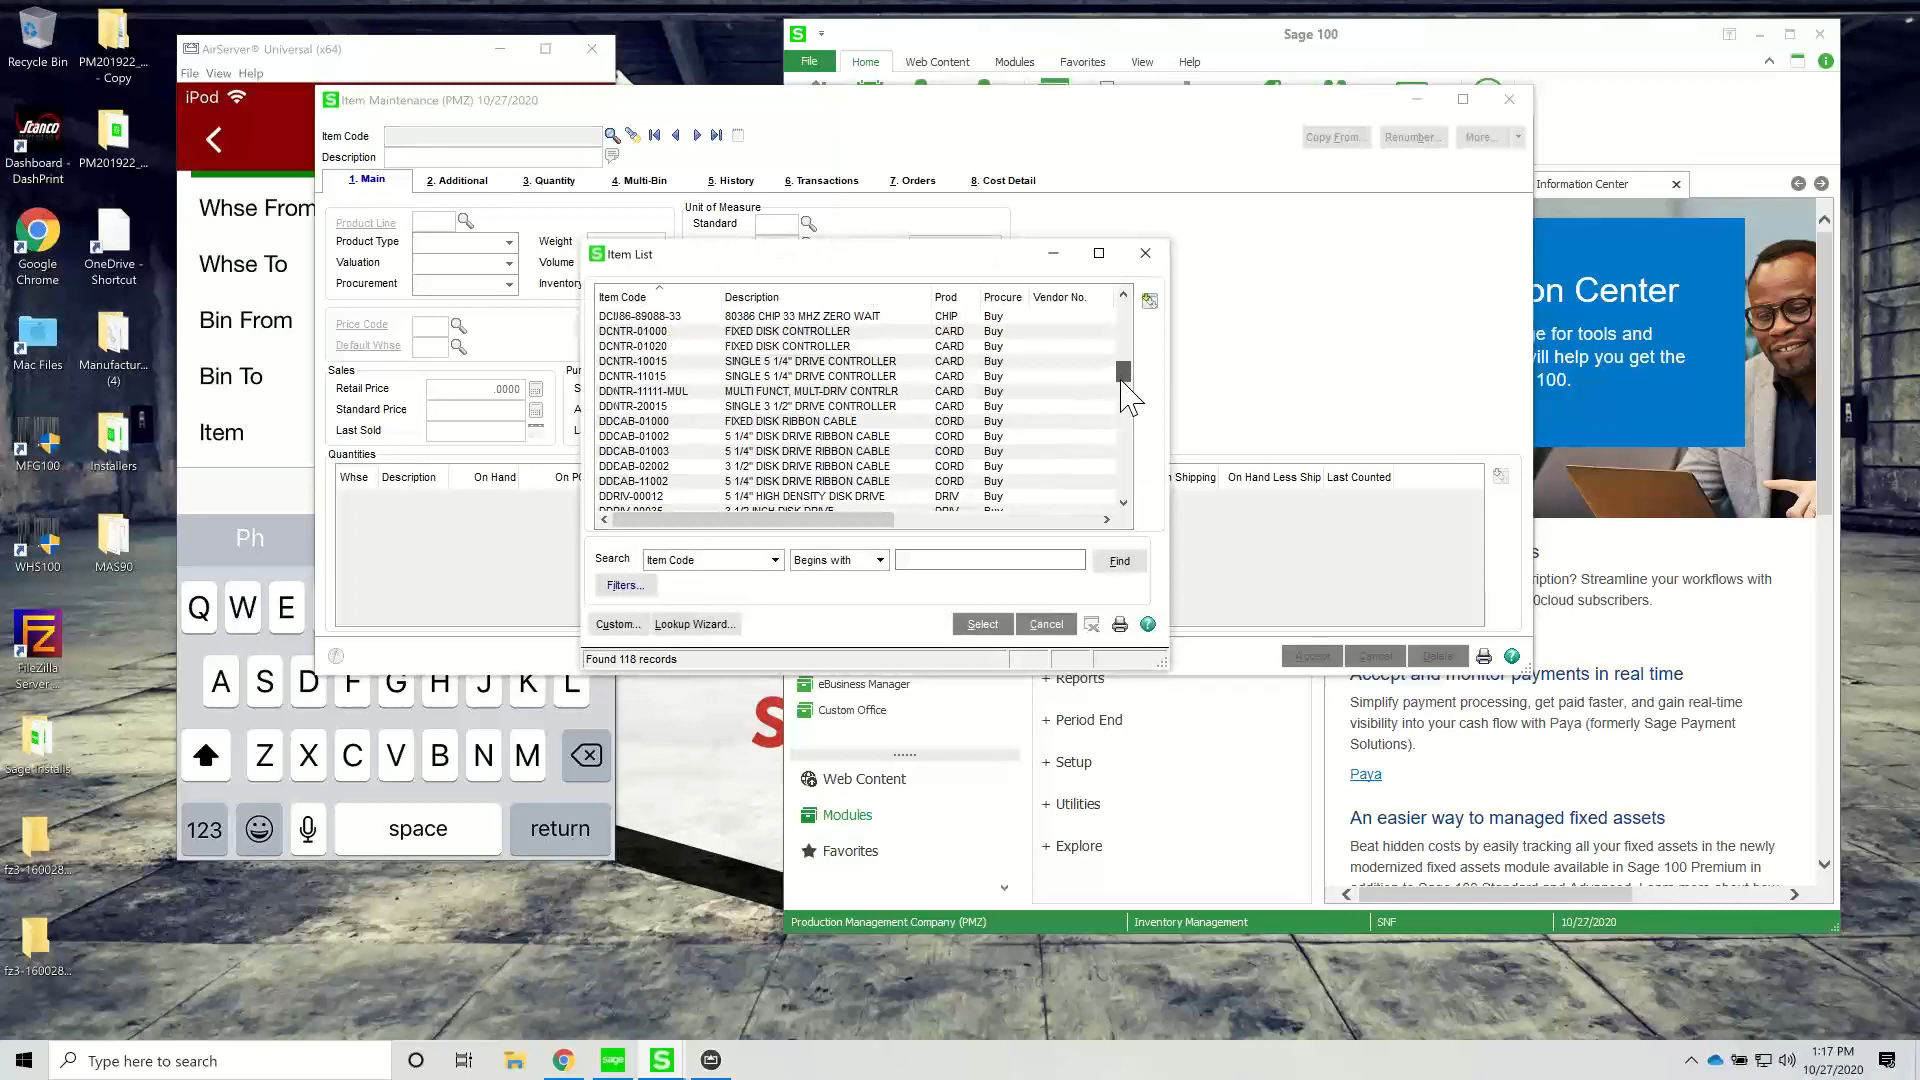 Recycle Bin
PM201922_...
- Copy
Scanco
Dashboard -
DashPrint
PM201922_...
Google
Chrome
OneDrive -
Shortcut
Mac Files
Manufactur...
(4)
MFG100
Installers
WHS100
MAS90
FileZilla
Server ...
Sage Installs
fz3-160028...
fz3-160028...
AirServer® Universal (x64)
File View Help
iPod
Whse From
Whse To
Bin From
Bin To
Item
Ph
Q W E
A S D F G H J K L
Z X C V B N M
123 space return
Sage 100
File Home Web Content Modules Favorites View Help
Item Maintenance (PMZ) 10/27/2020
Item Code
Description
Copy From... Renumber... More...
1. Main 2. Additional 3. Quantity 4. Multi-Bin 5. History 6. Transactions 7. Orders 8. Cost Detail
Product Line
Product Type
Valuation
Procurement
Weight
Volume
Inventory
Unit of Measure
Standard
Price Code
Default Whse
Sales
Retail Price .0000
Standard Price
Last Sold
Quantities
Whse Description On Hand On PO
Shipping On Hand Less Ship Last Counted
Accept Cancel Delete
Item List
Item Code Description Prod Procure Vendor No.
DCI86-89088-33 80386 CHIP 33 MHZ ZERO WAIT CHIP Buy
DCNTR-01000 FIXED DISK CONTROLLER CARD Buy
DCNTR-01020 FIXED DISK CONTROLLER CARD Buy
DCNTR-10015 SINGLE 5 1/4" DRIVE CONTROLLER CARD Buy
DCNTR-11015 SINGLE 5 1/4" DRIVE CONTROLLER CARD Buy
DDNTR-11111-MUL MULTI FUNCT, MULT-DRIV CONTRLR CARD Buy
DDNTR-20015 SINGLE 3 1/2" DRIVE CONTROLLER CARD Buy
DDCAB-01000 FIXED DISK RIBBON CABLE CORD Buy
DDCAB-01002 5 1/4" DISK DRIVE RIBBON CABLE CORD Buy
DDCAB-01003 5 1/4" DISK DRIVE RIBBON CABLE CORD Buy
DDCAB-02002 3 1/2" DISK DRIVE RIBBON CABLE CORD Buy
DDCAB-11002 5 1/4" DISK DRIVE RIBBON CABLE CORD Buy
DDRIV-00012 5 1/4" HIGH DENSITY DISK DRIVE DRIV Buy
Search Item Code Begins with Find
Filters...
Custom... Lookup Wizard... Select Cancel
Found 118 records
Information Center
on Center
ge for tools and
ill help you get the
100.
ription? Streamline your workflows with
0cloud subscribers.
Accept and monitor payments in real time
Simplify payment processing, get paid faster, and gain real-time
visibility into your cash flow with Paya (formerly Sage Payment
Solutions).
Paya
An easier way to managed fixed assets
Beat hidden costs by easily tracking all your fixed assets in the newly
modernized fixed assets module available in Sage 100 Premium in
eBusiness Manager
Custom Office
Web Content
Modules
Favorites
+ Reports
+ Period End
+ Setup
+ Utilities
+ Explore
Production Management Company (PMZ) Inventory Management SNF 10/27/2020
Type here to search
sage
1:17 PM
10/27/2020